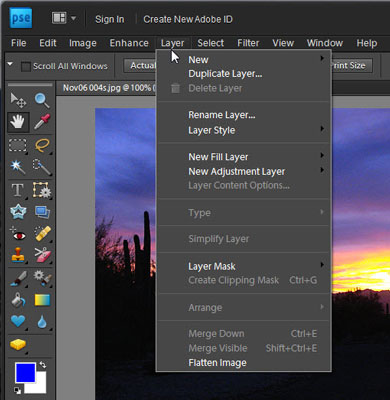 pse Sign In Create New Adobe ID
File Edit Image Enhance Layer Select Filter View Window Help
Scroll All Windows Actual Print Size
Nov06 004s.jpg @ 100%
New
Duplicate Layer...
Delete Layer
Rename Layer...
Layer Style
New Fill Layer
New Adjustment Layer
Layer Content Options...
Type
Simplify Layer
Layer Mask
Create Clipping Mask Ctrl+G
Arrange
Merge Down Ctrl+E
Merge Visible Shift+Ctrl+E
Flatten Image
T